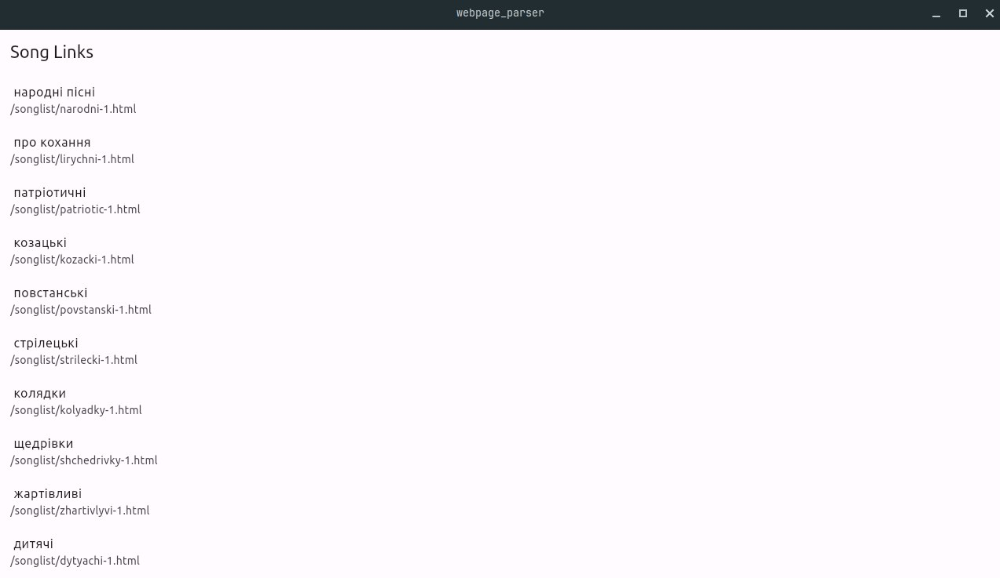 webpage_parser
Song Links
народні пісні
/songlist/narodni-1.html
про кохання
/songlist/lirychni-1.html
патріотичні
/songlist/patriotic-1.html
козацькі
/songlist/kozacki-1.html
повстанські
/songlist/povstanski-1.html
стрілецькі
/songlist/strilecki-1.html
колядки
/songlist/kolyadky-1.html
щедрівки
/songlist/shchedrivky-1.html
жартівливі
/songlist/zhartivlyvi-1.html
дитячі
/songlist/dytyachi-1.html